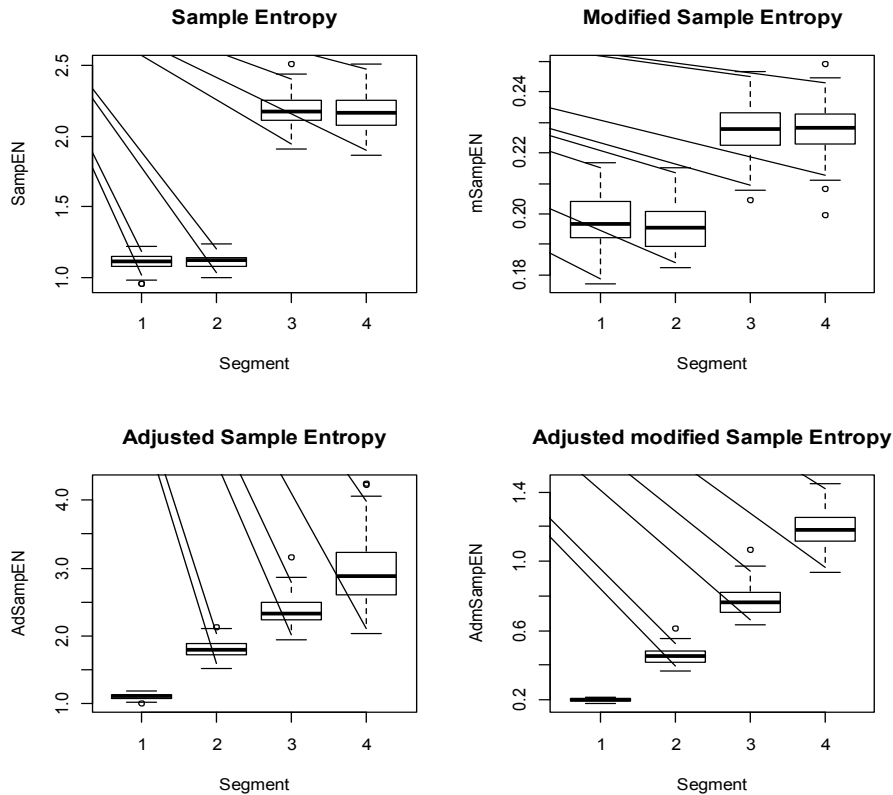 Sample Entropy
SampEN
2.5
2.0
1.5
1.0
1 2 3 4
Segment
Modified Sample Entropy
mSampEN
0.24
0.22
0.20
0.18
1 2 3 4
Segment
Adjusted Sample Entropy
AdSampEN
4.0
3.0
2.0
1.0
1 2 3 4
Segment
Adjusted modified Sample Entropy
AdmSampEN
1.4
1.0
0.6
0.2
1 2 3 4
Segment